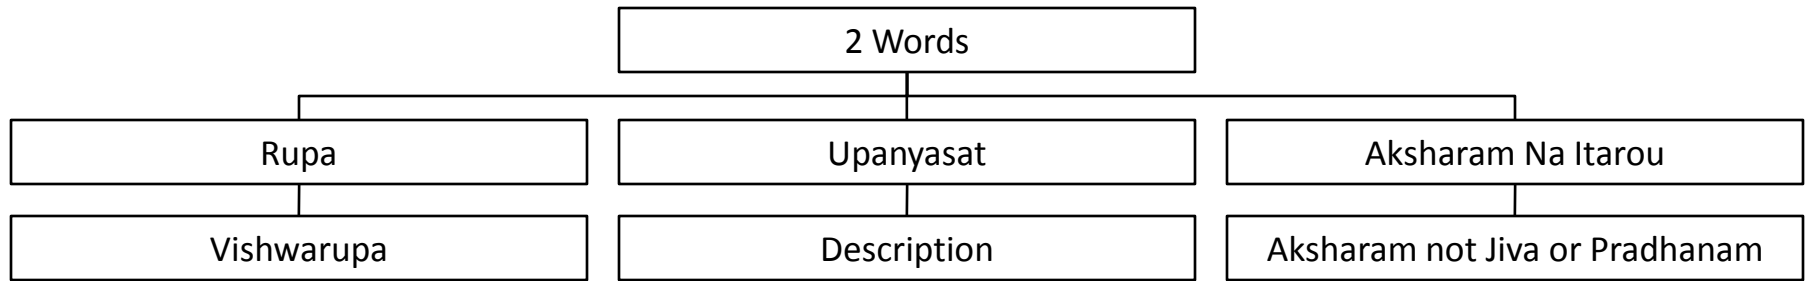 2 Words
Rupa
Upanyasat
Aksharam Na Itarou
Vishwarupa
Description
Aksharam not Jiva or Pradhanam